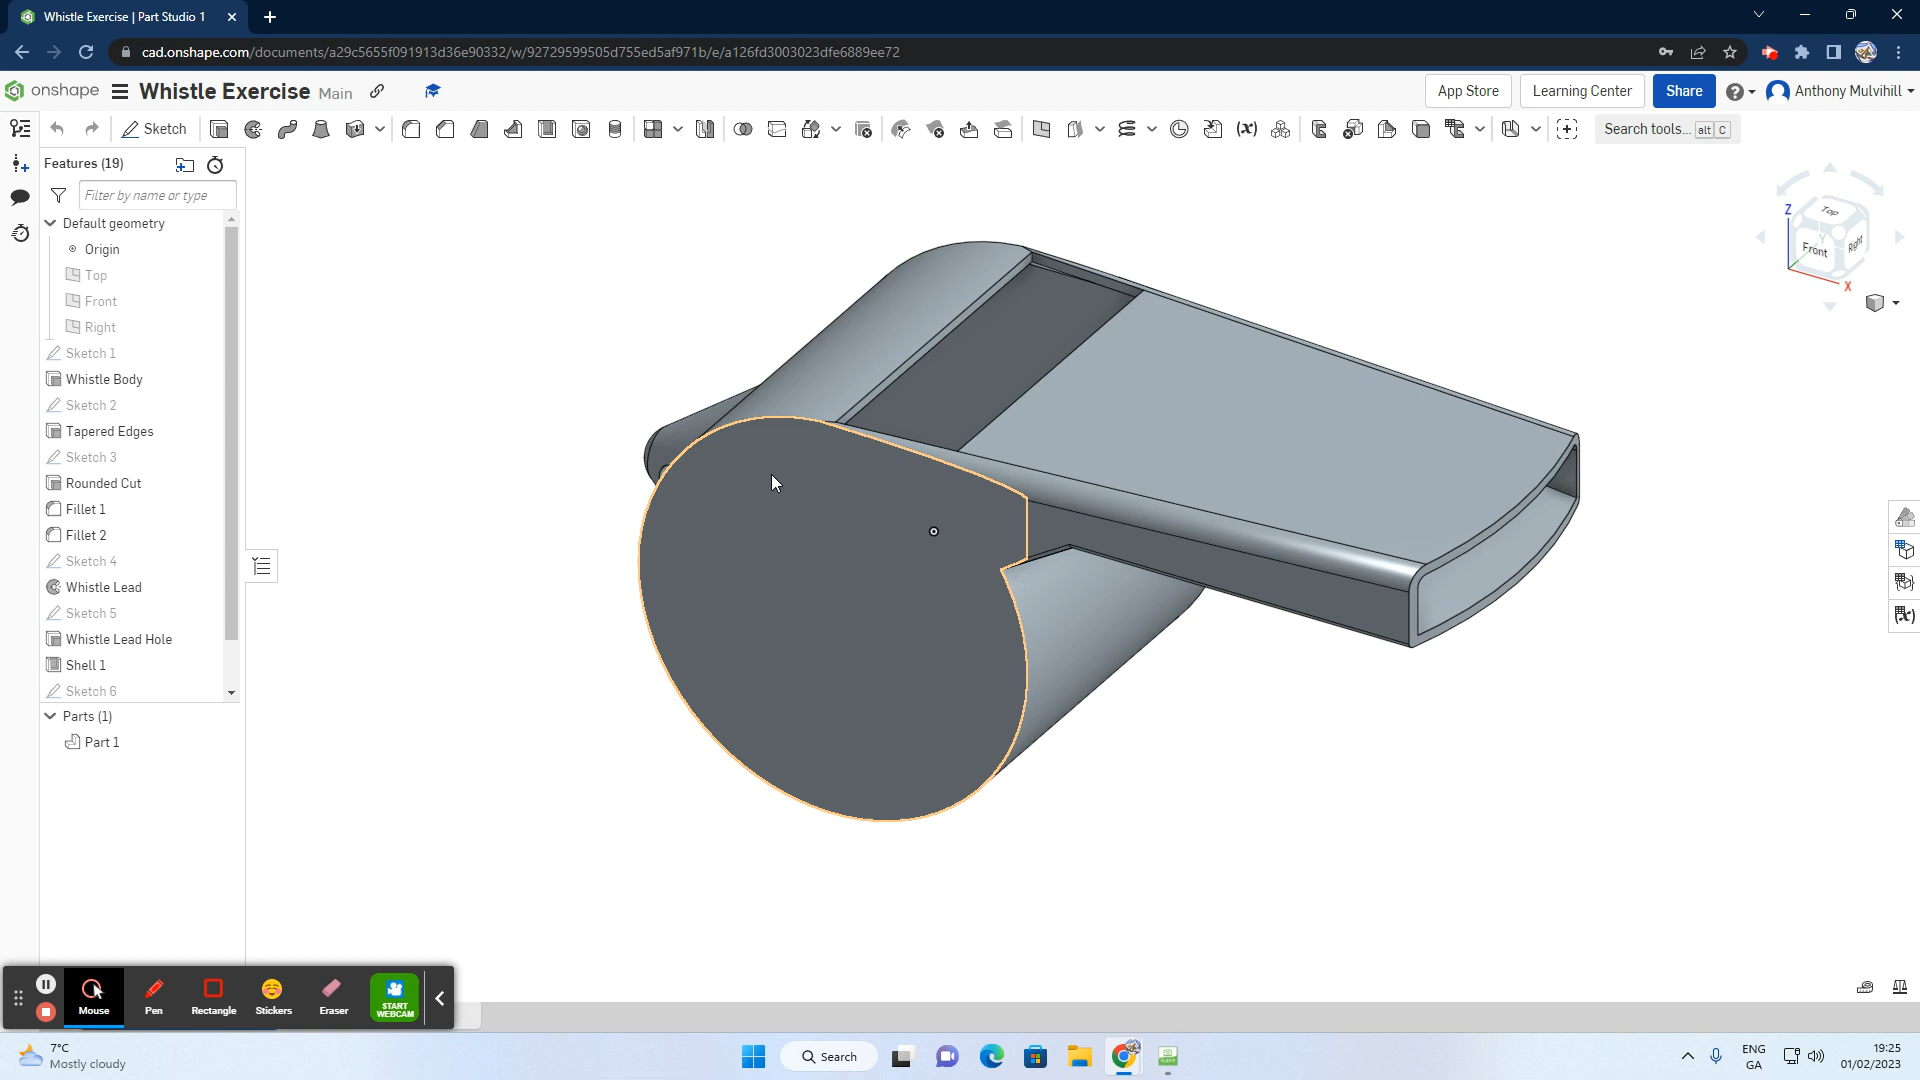 Whistle Exercise | Part Studio 1
cad.onshape.com/documents/a29c5655f091913d36e90332/w/92729599505d755ed5af971b/e/a126fd3003023dfe6889ee72
onshape Whistle Exercise Main
App Store Learning Center Share Anthony Mulvihill
Sketch Search tools... alt C
Features (19)
Filter by name or type
Default geometry
Origin
Top
Front
Right
Sketch 1
Whistle Body
Sketch 2
Tapered Edges
Sketch 3
Rounded Cut
Fillet 1
Fillet 2
Sketch 4
Whistle Lead
Sketch 5
Whistle Lead Hole
Shell 1
Sketch 6
Parts (1)
Part 1
Z Top
Y
Front Right
X
Mouse Pen Rectangle Stickers Eraser START WEBCAM
7°C
Mostly cloudy
Search
ENG
GA
19:25
01/02/2023